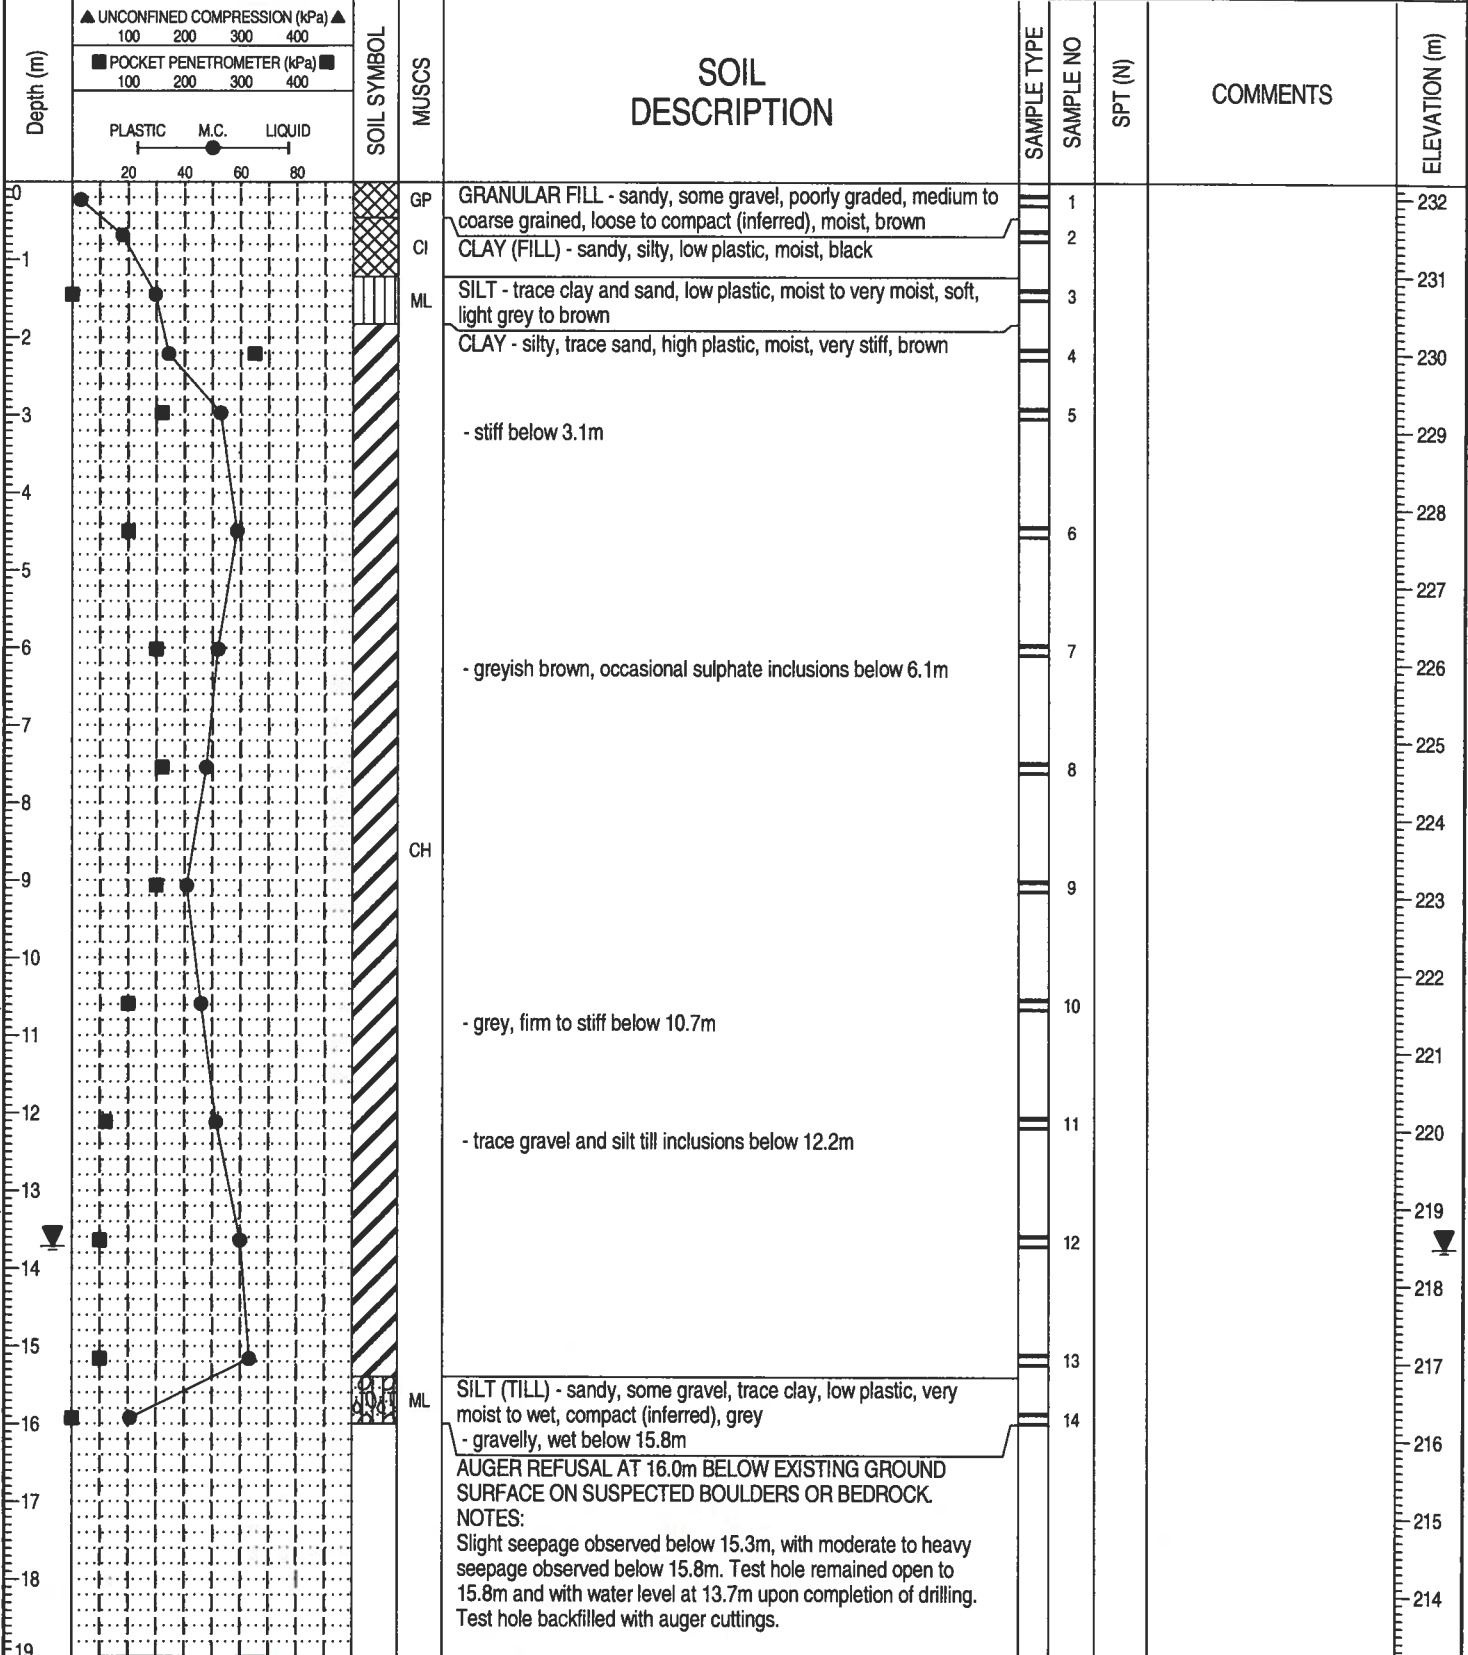 ▲ UNCONFINED COMPRESSION (kPa) ▲
100 200 300 400
■ POCKET PENETROMETER (kPa) ■
100 200 300 400
PLASTIC M.C. LIQUID
20 40 60 80
Depth (m)
SOIL SYMBOL
MUSCS
SOIL
DESCRIPTION
SAMPLE TYPE
SAMPLE NO
SPT (N)
COMMENTS
ELEVATION (m)
0
1
2
3
4
5
6
7
8
9
10
11
12
13
14
15
16
17
18
19
GP
CI
ML
CH
ML
GRANULAR FILL - sandy, some gravel, poorly graded, medium to
coarse grained, loose to compact (inferred), moist, brown
CLAY (FILL) - sandy, silty, low plastic, moist, black
SILT - trace clay and sand, low plastic, moist to very moist, soft,
light grey to brown
CLAY - silty, trace sand, high plastic, moist, very stiff, brown
- stiff below 3.1m
- greyish brown, occasional sulphate inclusions below 6.1m
- grey, firm to stiff below 10.7m
- trace gravel and silt till inclusions below 12.2m
SILT (TILL) - sandy, some gravel, trace clay, low plastic, very
moist to wet, compact (inferred), grey
- gravelly, wet below 15.8m
AUGER REFUSAL AT 16.0m BELOW EXISTING GROUND
SURFACE ON SUSPECTED BOULDERS OR BEDROCK.
NOTES:
Slight seepage observed below 15.3m, with moderate to heavy
seepage observed below 15.8m. Test hole remained open to
15.8m and with water level at 13.7m upon completion of drilling.
Test hole backfilled with auger cuttings.
1
2
3
4
5
6
7
8
9
10
11
12
13
14
232
231
230
229
228
227
226
225
224
223
222
221
220
219
218
217
216
215
214